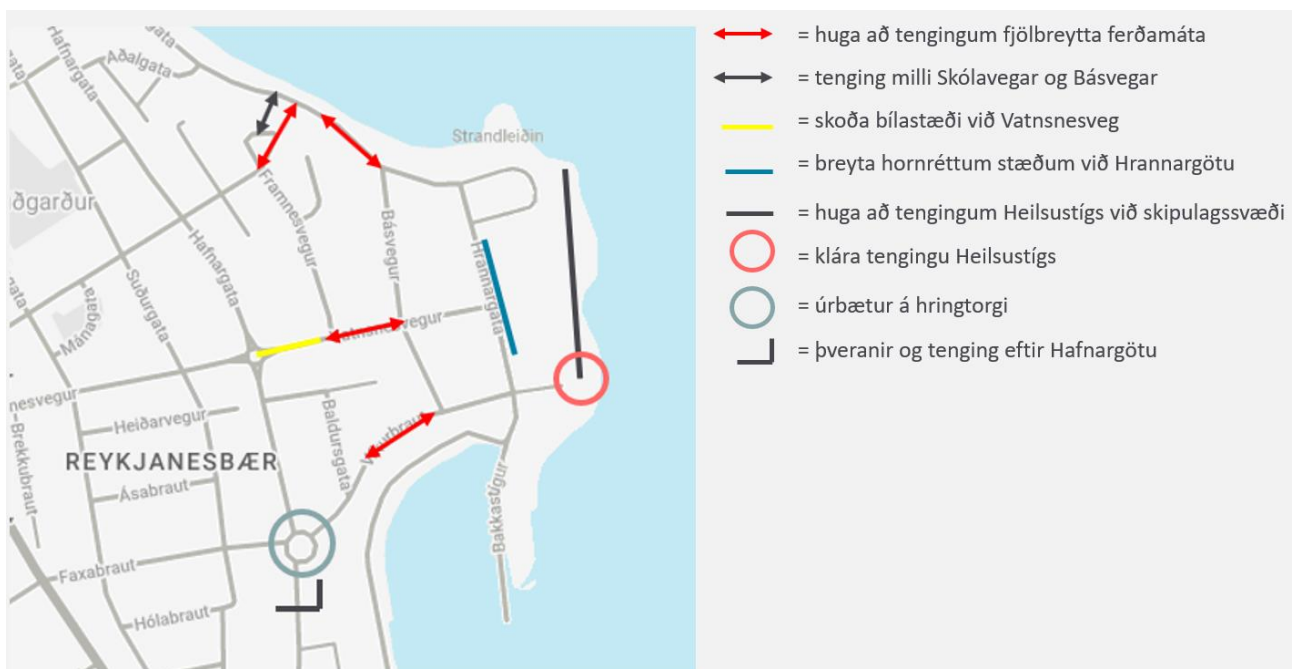 Aðalgata
Hafnargata
Strandleiðin
ðgarður
Framnesvegur
Básvegur
Hrannargata
Hafnargata
Suðurgata
Mánagata
Vatnsnesvegur
nesvegur
Heiðarvegur
Baldursgata
Brekkubraut
REYKJANESBÆR
Ásabraut
Bakkastígur
Faxabraut
Hólabraut
= huga að tengingum fjölbreytta ferðamáta
= tenging milli Skólavegar og Básvegar
= skoða bílastæði við Vatnsnesveg
= breyta hornréttum stæðum við Hrannargötu
= huga að tengingum Heilsustígs við skipulagssvæði
= klára tengingu Heilsustígs
= úrbætur á hringtorgi
= þveranir og tenging eftir Hafnargötu